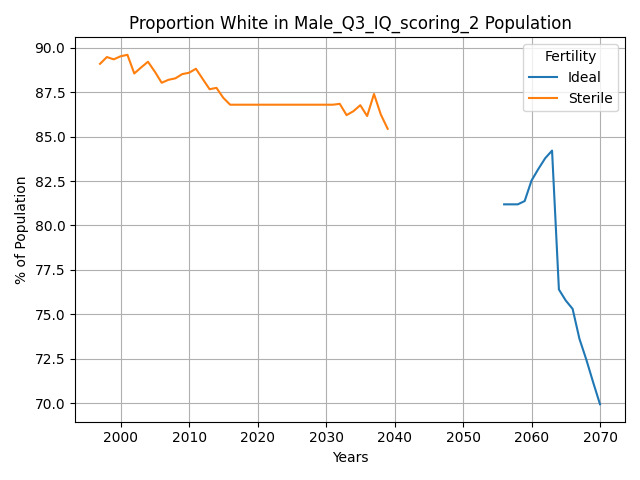 Proportion White in Male_Q3_IQ_scoring_2 Population
% of Population
90.0
87.5
85.0
82.5
80.0
77.5
75.0
72.5
70.0
Fertility
Ideal
Sterile
2000
2010
2020
2030
2040
2050
2060
2070
Years